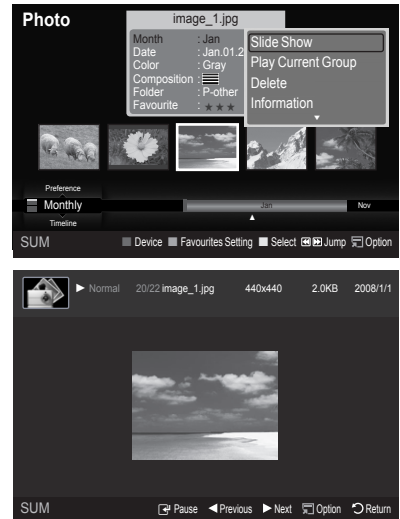 Photo
image_1.jpg
Month : Jan
Date : Jan.01.2
Color : Gray
Composition :
Folder : P-other
Favourite : ★ ★ ★
Slide Show
Play Current Group
Delete
Information
Preference
Monthly
Timeline
Jan
Nov
SUM Device Favourites Setting Select Jump Option
Normal 20/22 image_1.jpg 440x440 2.0KB 2008/1/1
SUM Pause Previous Next Option Return